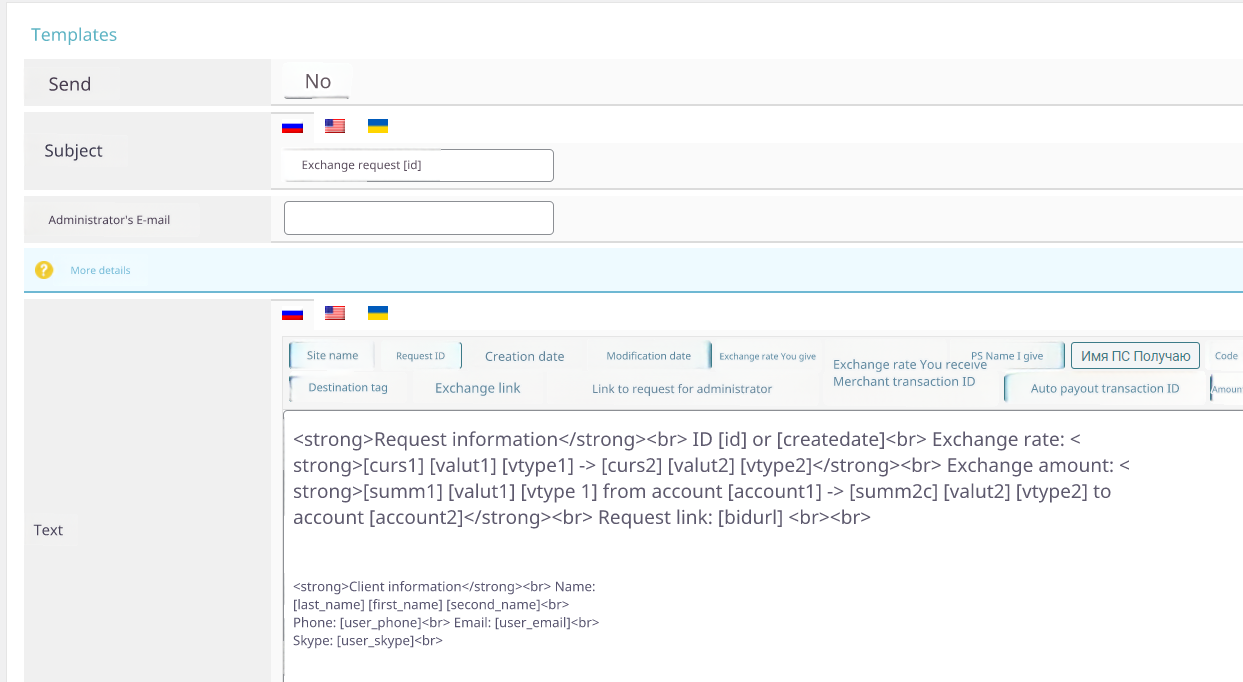 Templates
Send
No
Subject
Exchange request [id]
Administrator's E-mail
?
More details
Site name
Request ID
Creation date
Modification date
Exchange rate You give
Exchange rate You receive
PS Name I give
Имя ПС Получаю
Code
Destination tag
Exchange link
Link to request for administrator
Merchant transaction ID
Auto payout transaction ID
Amoun
Text
<strong>Request information</strong><br> ID [id] or [createdate]<br> Exchange rate: <
strong>[curs1] [valut1] [vtype1] -> [curs2] [valut2] [vtype2]</strong><br> Exchange amount: <
strong>[summ1] [valut1] [vtype 1] from account [account1] -> [summ2c] [valut2] [vtype2] to
account [account2]</strong><br> Request link: [bidurl] <br><br>
<strong>Client information</strong><br> Name:
[last_name] [first_name] [second_name]<br>
Phone: [user_phone]<br> Email: [user_email]<br>
Skype: [user_skype]<br>